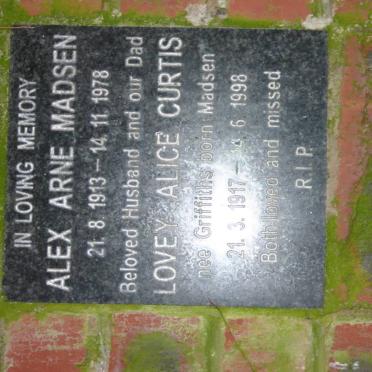 IN LOVING MEMORY
ALEX ARNE MADSEN
21. 8. 1913 — 14. 11. 1978
Beloved Husband and our Dad
LOVEY ALICE CURTIS
nee Griffiths born Madsen
21. 3. 1917 — 6. 1998
Both loved and missed
R.I.P.